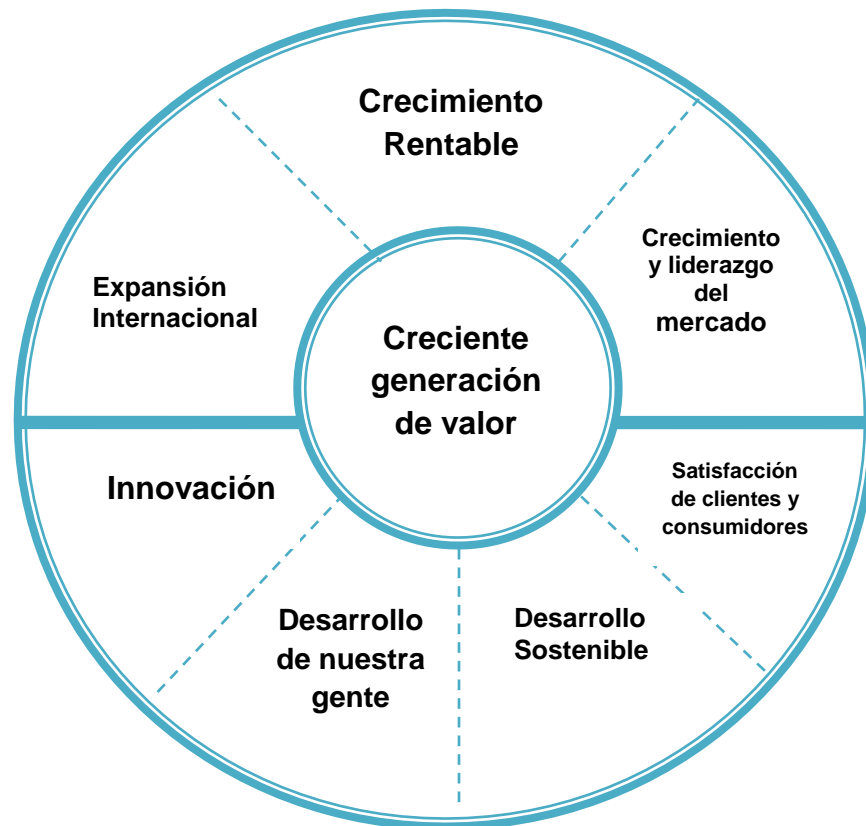 Crecimiento
Rentable
Crecimiento
y liderazgo
del
mercado
Expansión
Internacional
Creciente
generación
de valor
Innovación
Satisfacción
de clientes y
consumidores
Desarrollo
de nuestra
gente
Desarrollo
Sostenible